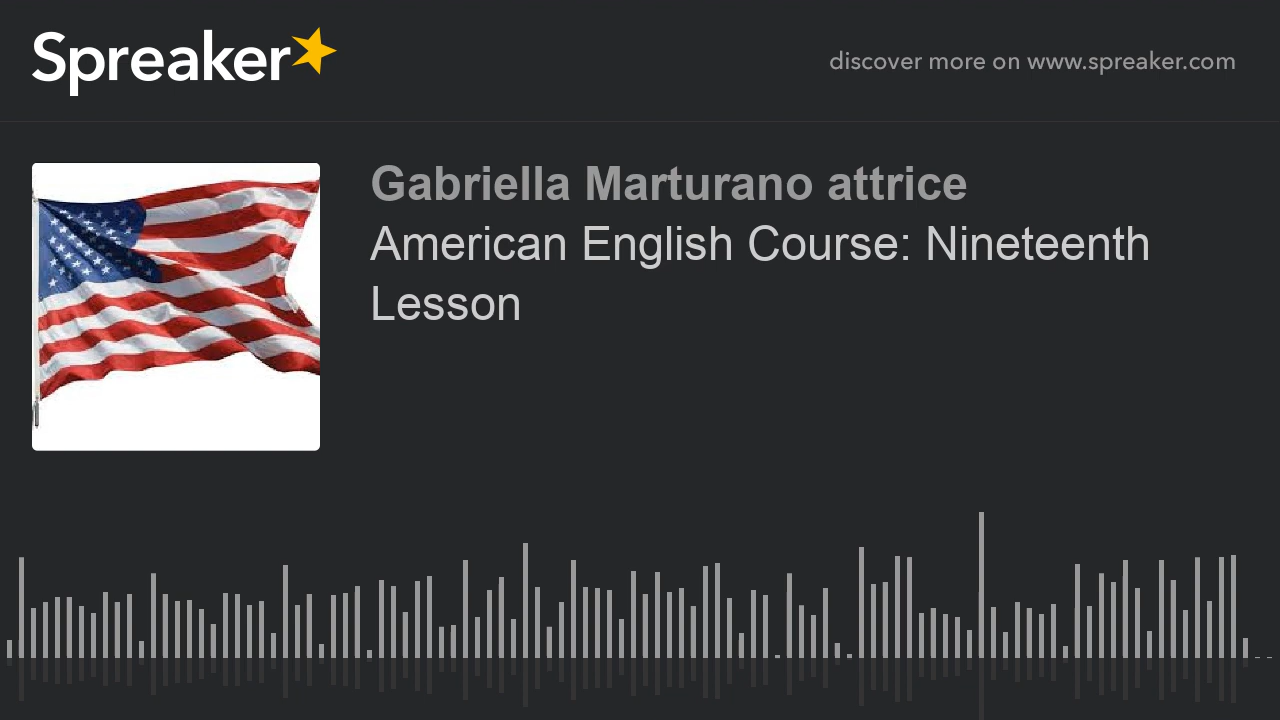 Spreaker
discover more on www.spreaker.com
Gabriella Marturano attrice
American English Course: Nineteenth
Lesson